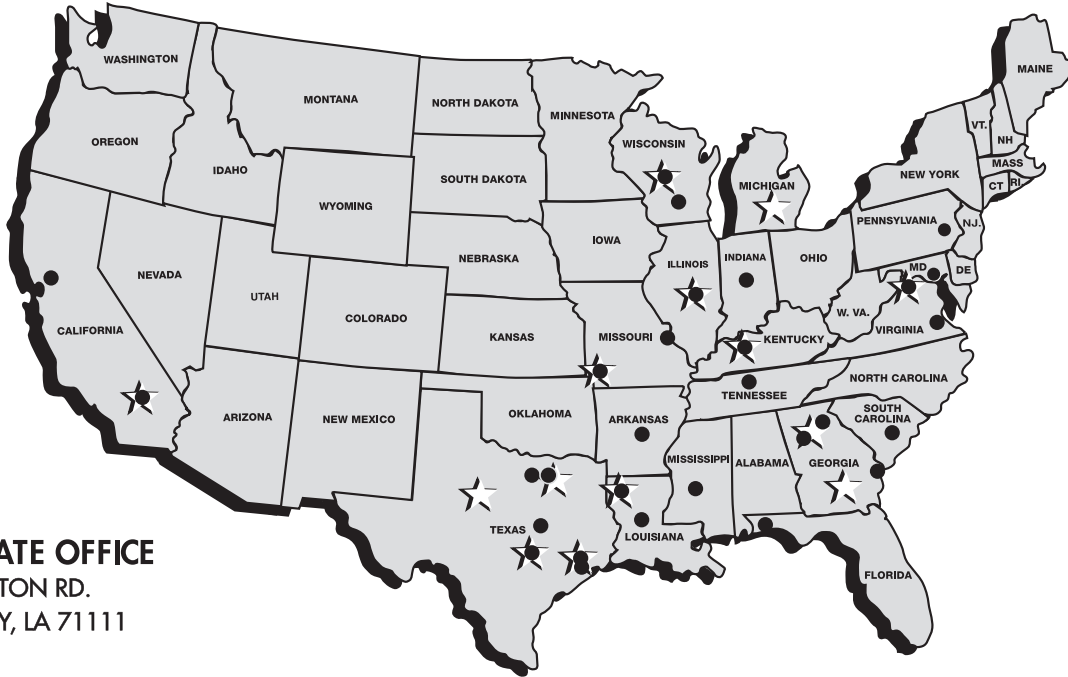 WASHINGTON
MAINE
MONTANA
NORTH DAKOTA
MINNESOTA
VT.
OREGON
WISCONSIN
NH
IDAHO
MASS
SOUTH DAKOTA
MICHIGAN
NEW YORK
CT
RI
WYOMING
PENNSYLVANIA
NJ.
IOWA
NEBRASKA
ILLINOIS
INDIANA
OHIO
MD
DE
NEVADA
UTAH
COLORADO
W. VA.
CALIFORNIA
KANSAS
MISSOURI
KENTUCKY
VIRGINIA
NORTH CAROLINA
TENNESSEE
ARIZONA
NEW MEXICO
OKLAHOMA
ARKANSAS
SOUTH
CAROLINA
MISSISSIPPI
ALABAMA
GEORGIA
TEXAS
LOUISIANA
FLORIDA
ATE OFFICE
TON RD.
Y, LA 71111